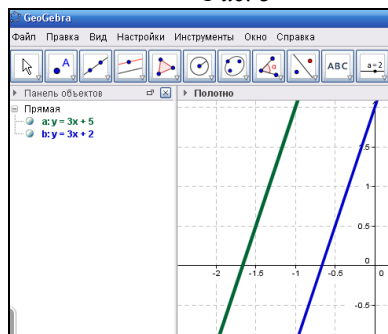 GeoGebra
Файл Правка Вид Настройки Инструменты Окно Справка
A
α
ABC
a=2
Панель объектов
Полотно
Прямая
a: y = 3x + 5
b: y = 3x + 2
1.5
1
0.5
0
-2 -1.5 -1 -0.5 0
-0.5